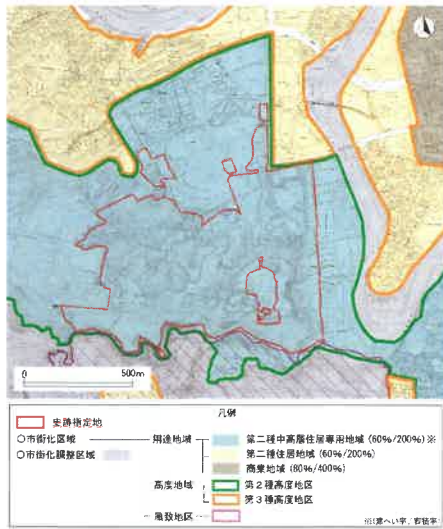 0 500m
凡例
史跡指定地
○市街化区域 用途地域 第二種中高層住居専用地域 (60%/200%) ※
○市街化調整区域 第二種住居地域 (60%/200%)
商業地域 (80%/400%)
高度地域 第2種高度地区
第3種高度地区
風致地区